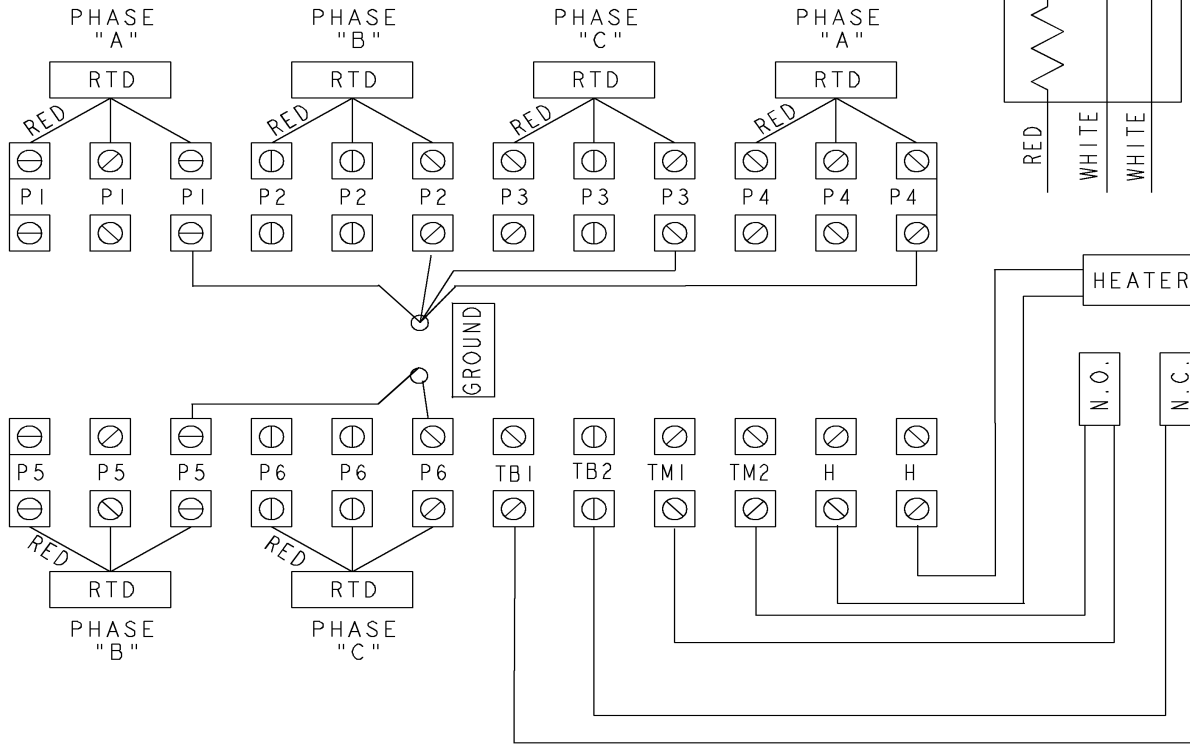 PHASE "A"
PHASE "B"
PHASE "C"
PHASE "A"
RTD
RTD
RTD
RTD
RED
RED
RED
RED
RED
WHITE
WHITE
P1 P1 P1 P2 P2 P2 P3 P3 P3 P4 P4 P4
HEATER
GROUND
N.O.
N.C.
P5 P5 P5 P6 P6 P6 TB1 TB2 TM1 TM2 H H
RED
RED
RTD
RTD
PHASE "B"
PHASE "C"